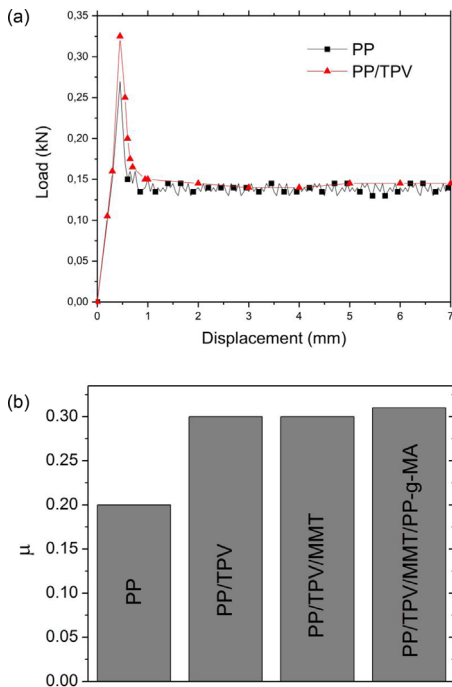 (a)
0,35
0,30
0,25
0,20
0,15
0,10
0,05
0,00
Load (kN)
PP
PP/TPV
0 1 2 3 4 5 6 7
Displacement (mm)
(b)
0.30
0.25
0.20
0.15
0.10
0.05
0.00
μ
PP
PP/TPV
PP/TPV/MMT
PP/TPV/MMT/PP-g-MA